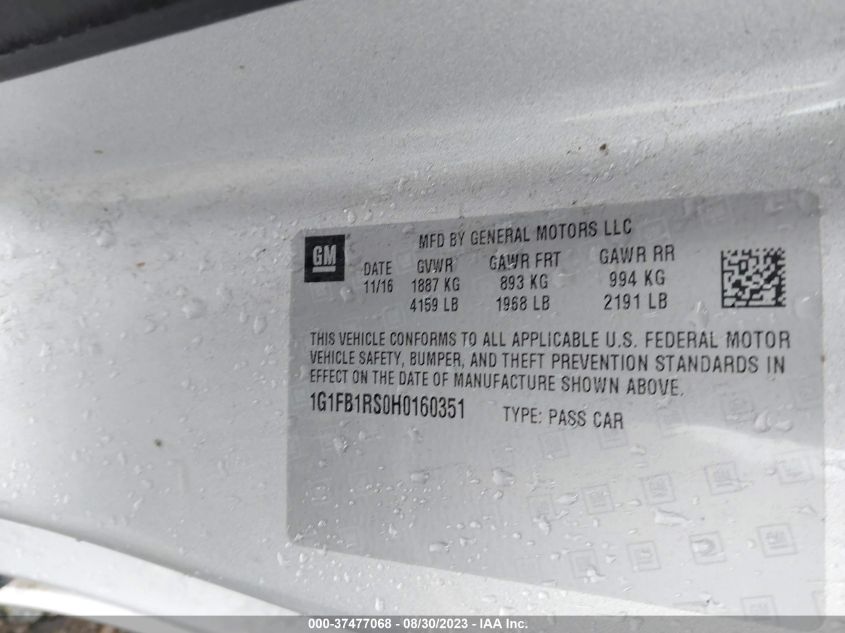 GM
MFD BY GENERAL MOTORS LLC
DATE GVWR GAWR FRT GAWR RR
11/16 1887 KG 893 KG 994 KG
4159 LB 1968 LB 2191 LB
THIS VEHICLE CONFORMS TO ALL APPLICABLE U.S. FEDERAL MOTOR
VEHICLE SAFETY, BUMPER, AND THEFT PREVENTION STANDARDS IN
EFFECT ON THE DATE OF MANUFACTURE SHOWN ABOVE.
1G1FB1RS0H0160351 TYPE: PASS CAR
000-37477068 - 08/30/2023 - IAA Inc.